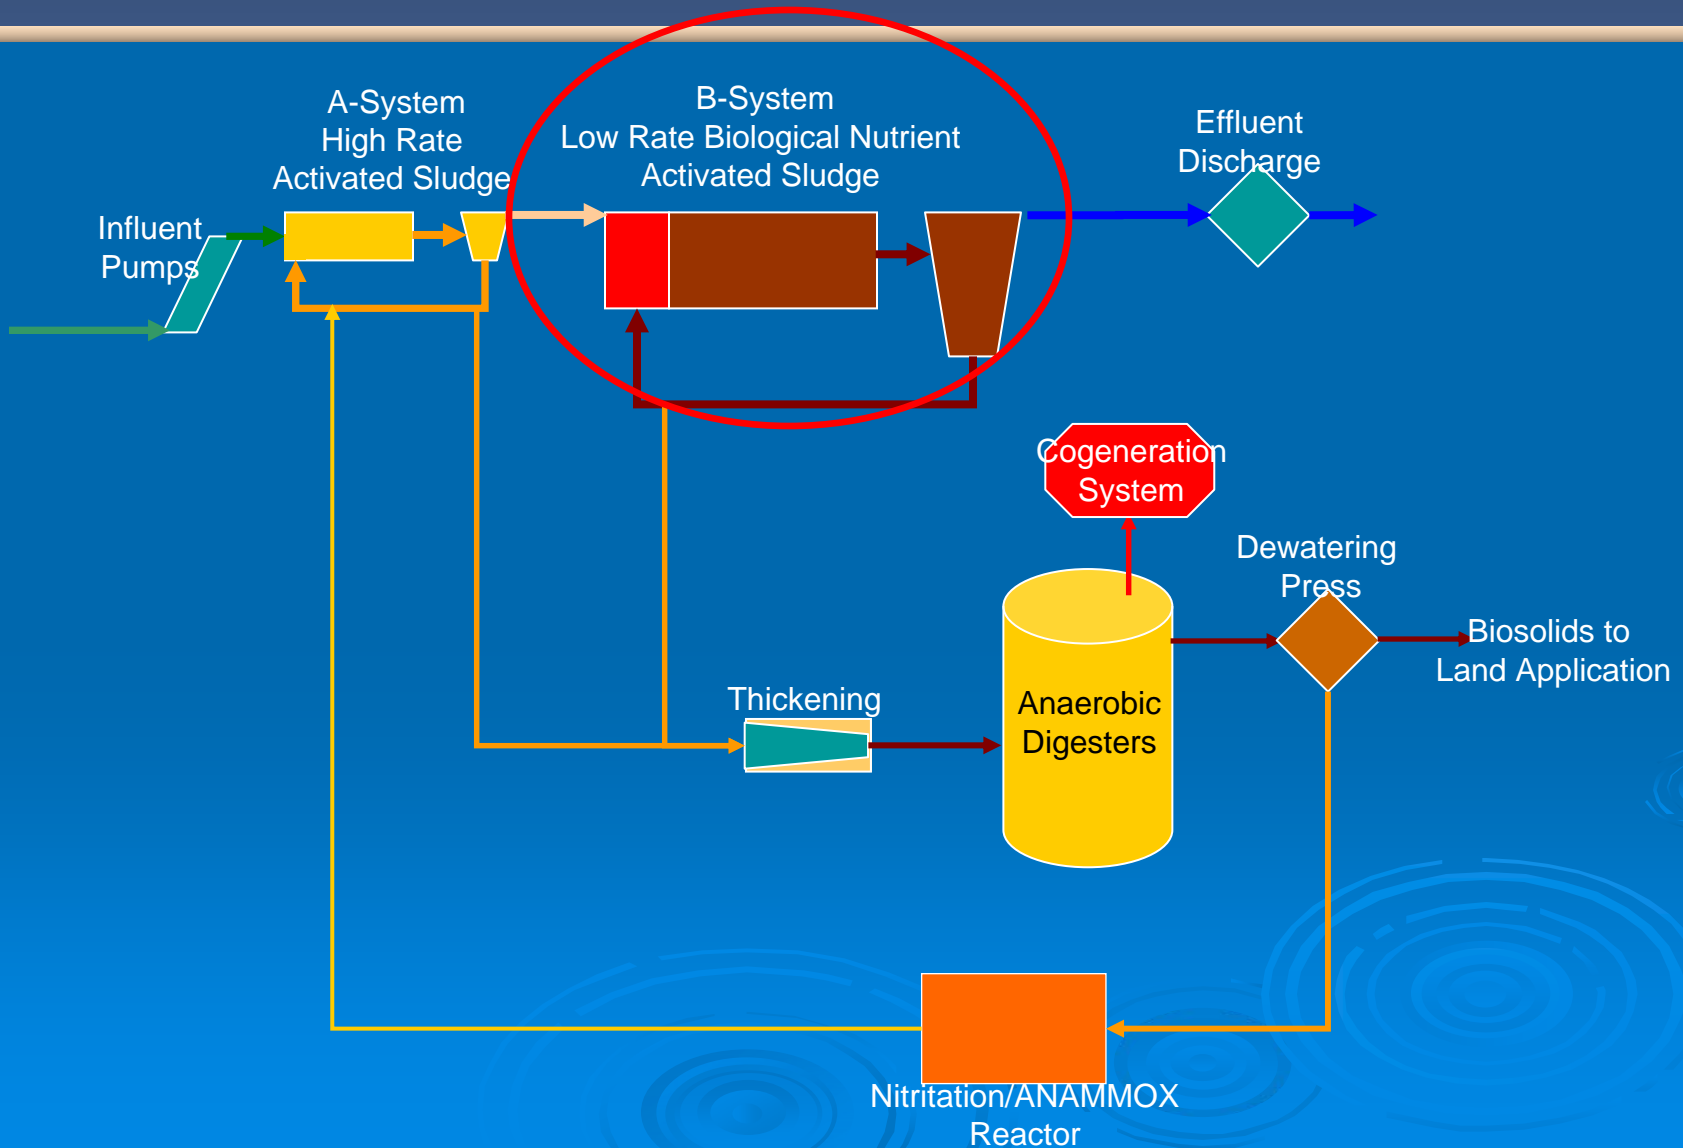 A-System
High Rate
Activated Sludge
B-System
Low Rate Biological Nutrient
Activated Sludge
Effluent
Discharge
Influent
Pumps
Cogeneration
System
Dewatering
Press
Biosolids to
Land Application
Thickening
Anaerobic
Digesters
Nitritation/ANAMMOX
Reactor